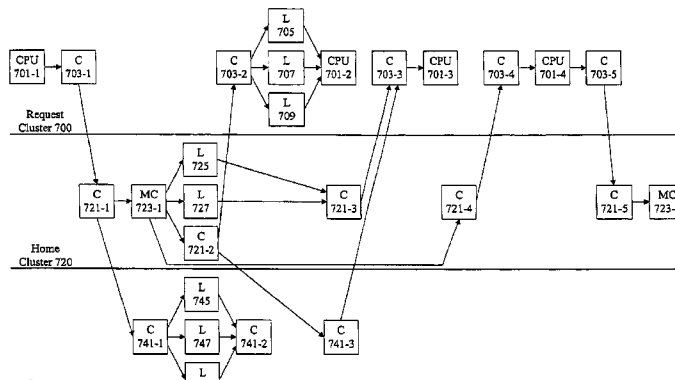 L
705
CPU
701-1
C
703-1
C
703-2
L
707
CPU
701-2
C
703-3
CPU
701-3
C
703-4
CPU
701-4
C
703-5
L
709
Request
Cluster 700
L
725
C
721-1
MC
723-1
L
727
C
721-3
C
721-4
C
721-5
MC
723-
C
721-2
Home
Cluster 720
L
745
C
741-1
L
747
C
741-2
C
741-3
L